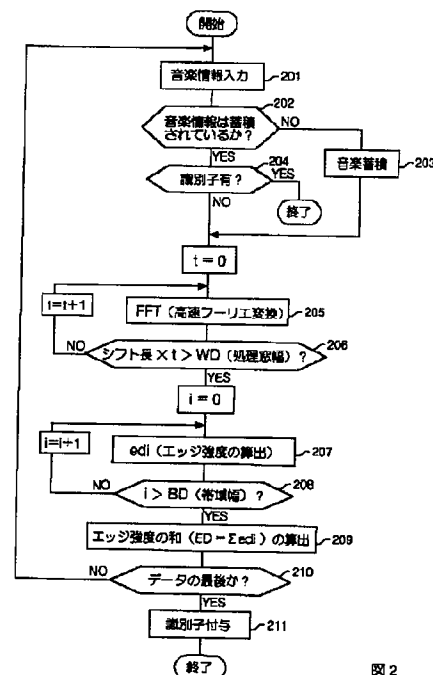 開始
音楽情報入力
201
202
音楽情報は蓄積
されているか?
NO
YES
204
音楽蓄積
203
識別子有?
YES
NO
終了
t=0
t=t+1
FFT(高速フーリエ変換)
205
206
シフト長×t>WD(処理窓幅)?
NO
YES
i=0
i=i+1
edi(エッジ強度の算出)
207
208
i>BD(帯域幅)?
NO
YES
エッジ強度の和(ED=Σedi)の算出
209
NO
210
データの最後か?
YES
識別子付与
211
終了
図2